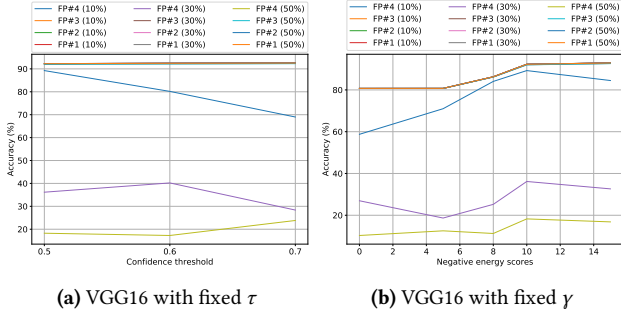 FP#4 (10%) FP#4 (30%) FP#4 (50%)
FP#3 (10%) FP#3 (30%) FP#3 (50%)
FP#2 (10%) FP#2 (30%) FP#2 (50%)
FP#1 (10%) FP#1 (30%) FP#1 (50%)
90
80
70
60
50
40
30
20
Accuracy (%)
0.5 0.6 0.7
Confidence threshold
(a) VGG16 with fixed τ
FP#4 (10%) FP#4 (30%) FP#4 (50%)
FP#3 (10%) FP#3 (30%) FP#3 (50%)
FP#2 (10%) FP#2 (30%) FP#2 (50%)
FP#1 (10%) FP#1 (30%) FP#1 (50%)
80
60
40
20
Accuracy (%)
0 2 4 6 8 10 12 14
Negative energy scores
(b) VGG16 with fixed γ